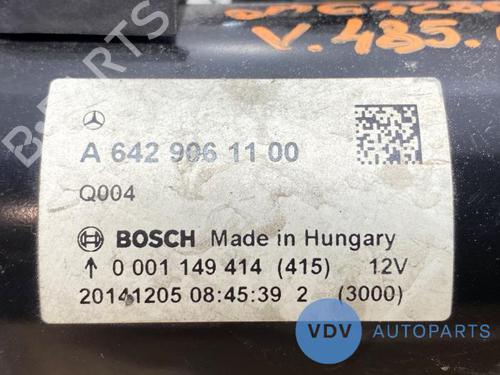 V.485.
A 642 906 11 00
Q004
BOSCH Made in Hungary
0 001 149 414 (415) 12V
20141205 08:45:39 2 (3000)
VDV AUTOPARTS